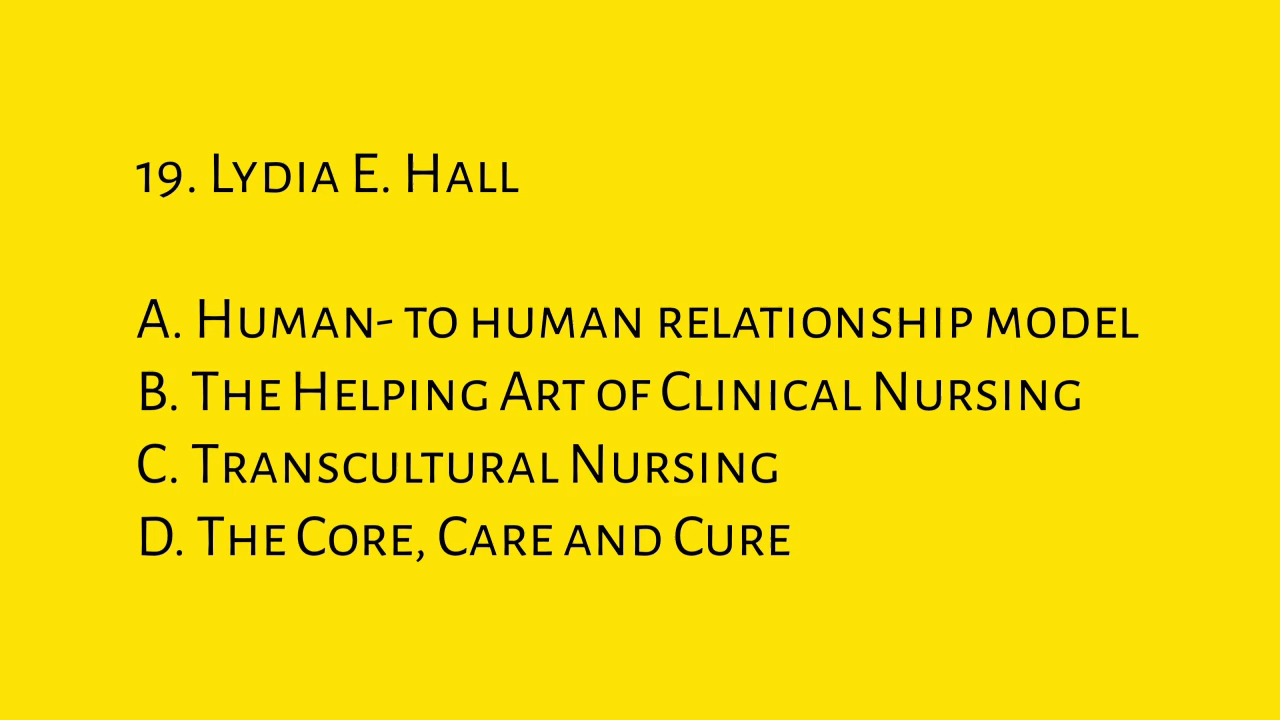 19. Lydia E. Hall
A. Human- to human relationship model
B. The Helping Art of Clinical Nursing
C. Transcultural Nursing
D. The Core, Care and Cure